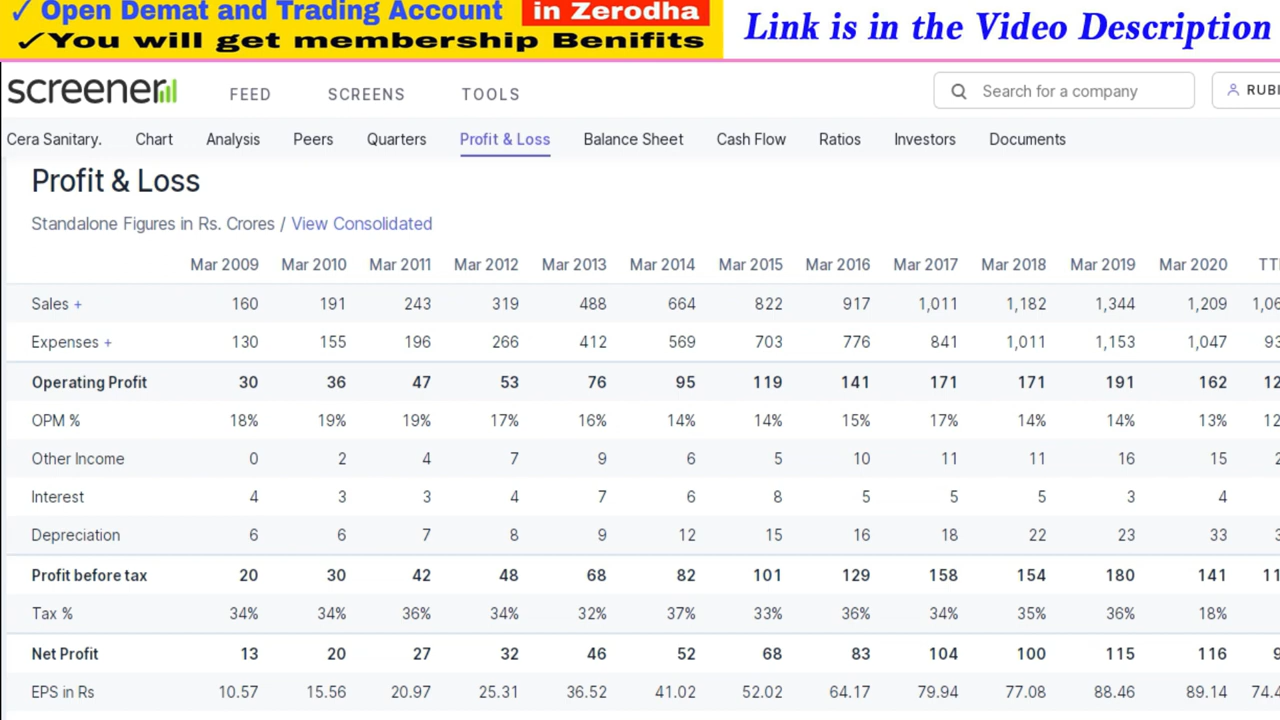 ✓ Open Demat and Trading Account in Zerodha
✓You will get membership Benifits
Link is in the Video Description
screener
FEED SCREENS TOOLS
Search for a company
Cera Sanitary. Chart Analysis Peers Quarters Profit & Loss Balance Sheet Cash Flow Ratios Investors Documents
Profit & Loss
Standalone Figures in Rs. Crores / View Consolidated
Mar 2009 Mar 2010 Mar 2011 Mar 2012 Mar 2013 Mar 2014 Mar 2015 Mar 2016 Mar 2017 Mar 2018 Mar 2019 Mar 2020
Sales + 160 191 243 319 488 664 822 917 1,011 1,182 1,344 1,209
Expenses + 130 155 196 266 412 569 703 776 841 1,011 1,153 1,047
Operating Profit 30 36 47 53 76 95 119 141 171 171 191 162
OPM % 18% 19% 19% 17% 16% 14% 14% 15% 17% 14% 14% 13%
Other Income 0 2 4 7 9 6 5 10 11 11 16 15
Interest 4 3 3 4 7 6 8 5 5 5 3 4
Depreciation 6 6 7 8 9 12 15 16 18 22 23 33
Profit before tax 20 30 42 48 68 82 101 129 158 154 180 141
Tax % 34% 34% 36% 34% 32% 37% 33% 36% 34% 35% 36% 18%
Net Profit 13 20 27 32 46 52 68 83 104 100 115 116
EPS in Rs 10.57 15.56 20.97 25.31 36.52 41.02 52.02 64.17 79.94 77.08 88.46 89.14